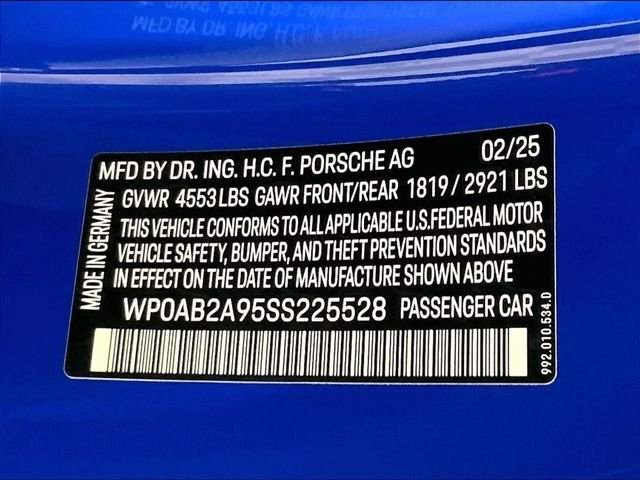 MFD BY DR. ING. H.C. F. PORSCHE AG 02/25
GVWR 4553 LBS GAWR FRONT/REAR 1819 / 2921 LBS
THIS VEHICLE CONFORMS TO ALL APPLICABLE U.S. FEDERAL MOTOR
VEHICLE SAFETY, BUMPER, AND THEFT PREVENTION STANDARDS
IN EFFECT ON THE DATE OF MANUFACTURE SHOWN ABOVE
WP0AB2A95SS225528 PASSENGER CAR
MADE IN GERMANY
992.010.534.D